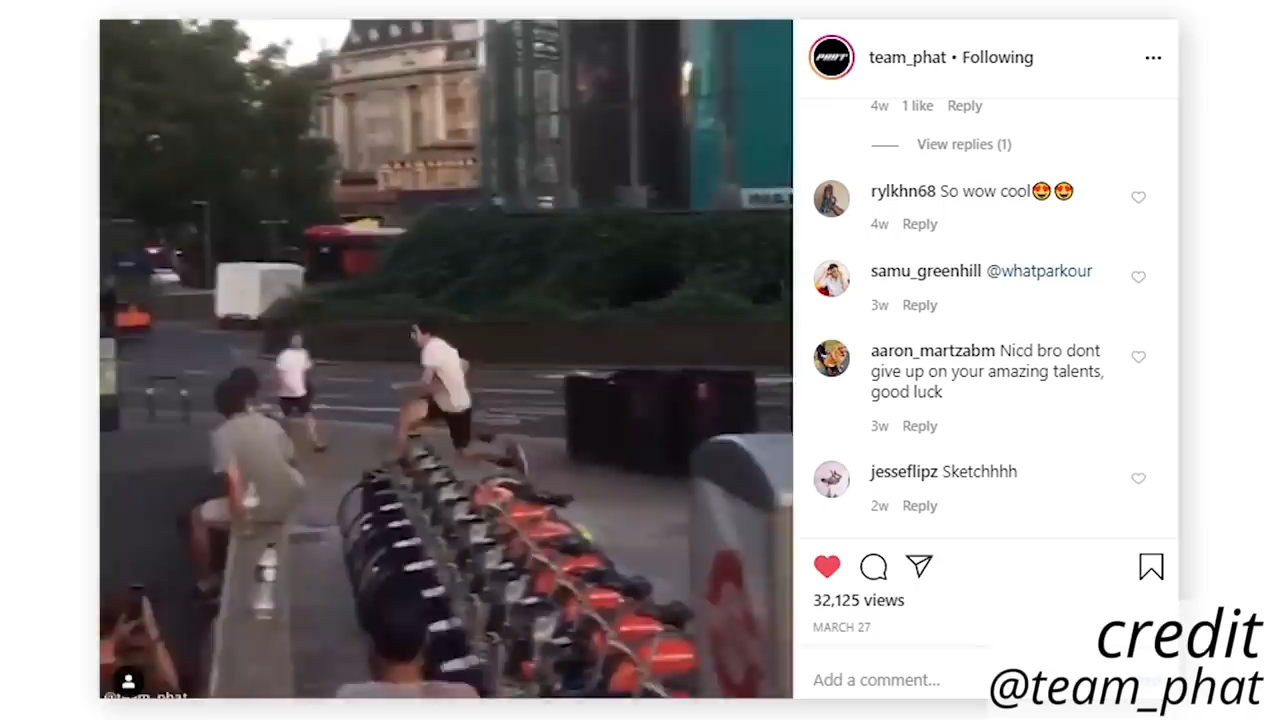 PHAT
team_phat • Following
4w 1 like Reply
View replies (1)
rylkhn68 So wow cool😍😍
4w Reply
samu_greenhill @whatparkour
3w Reply
aaron_martzabm Nicd bro dont
give up on your amazing talents,
good luck
3w Reply
jesseflipz Sketchhhh
2w Reply
32,125 views
MARCH 27
Add a comment...
@team_phat
credit
@team_phat